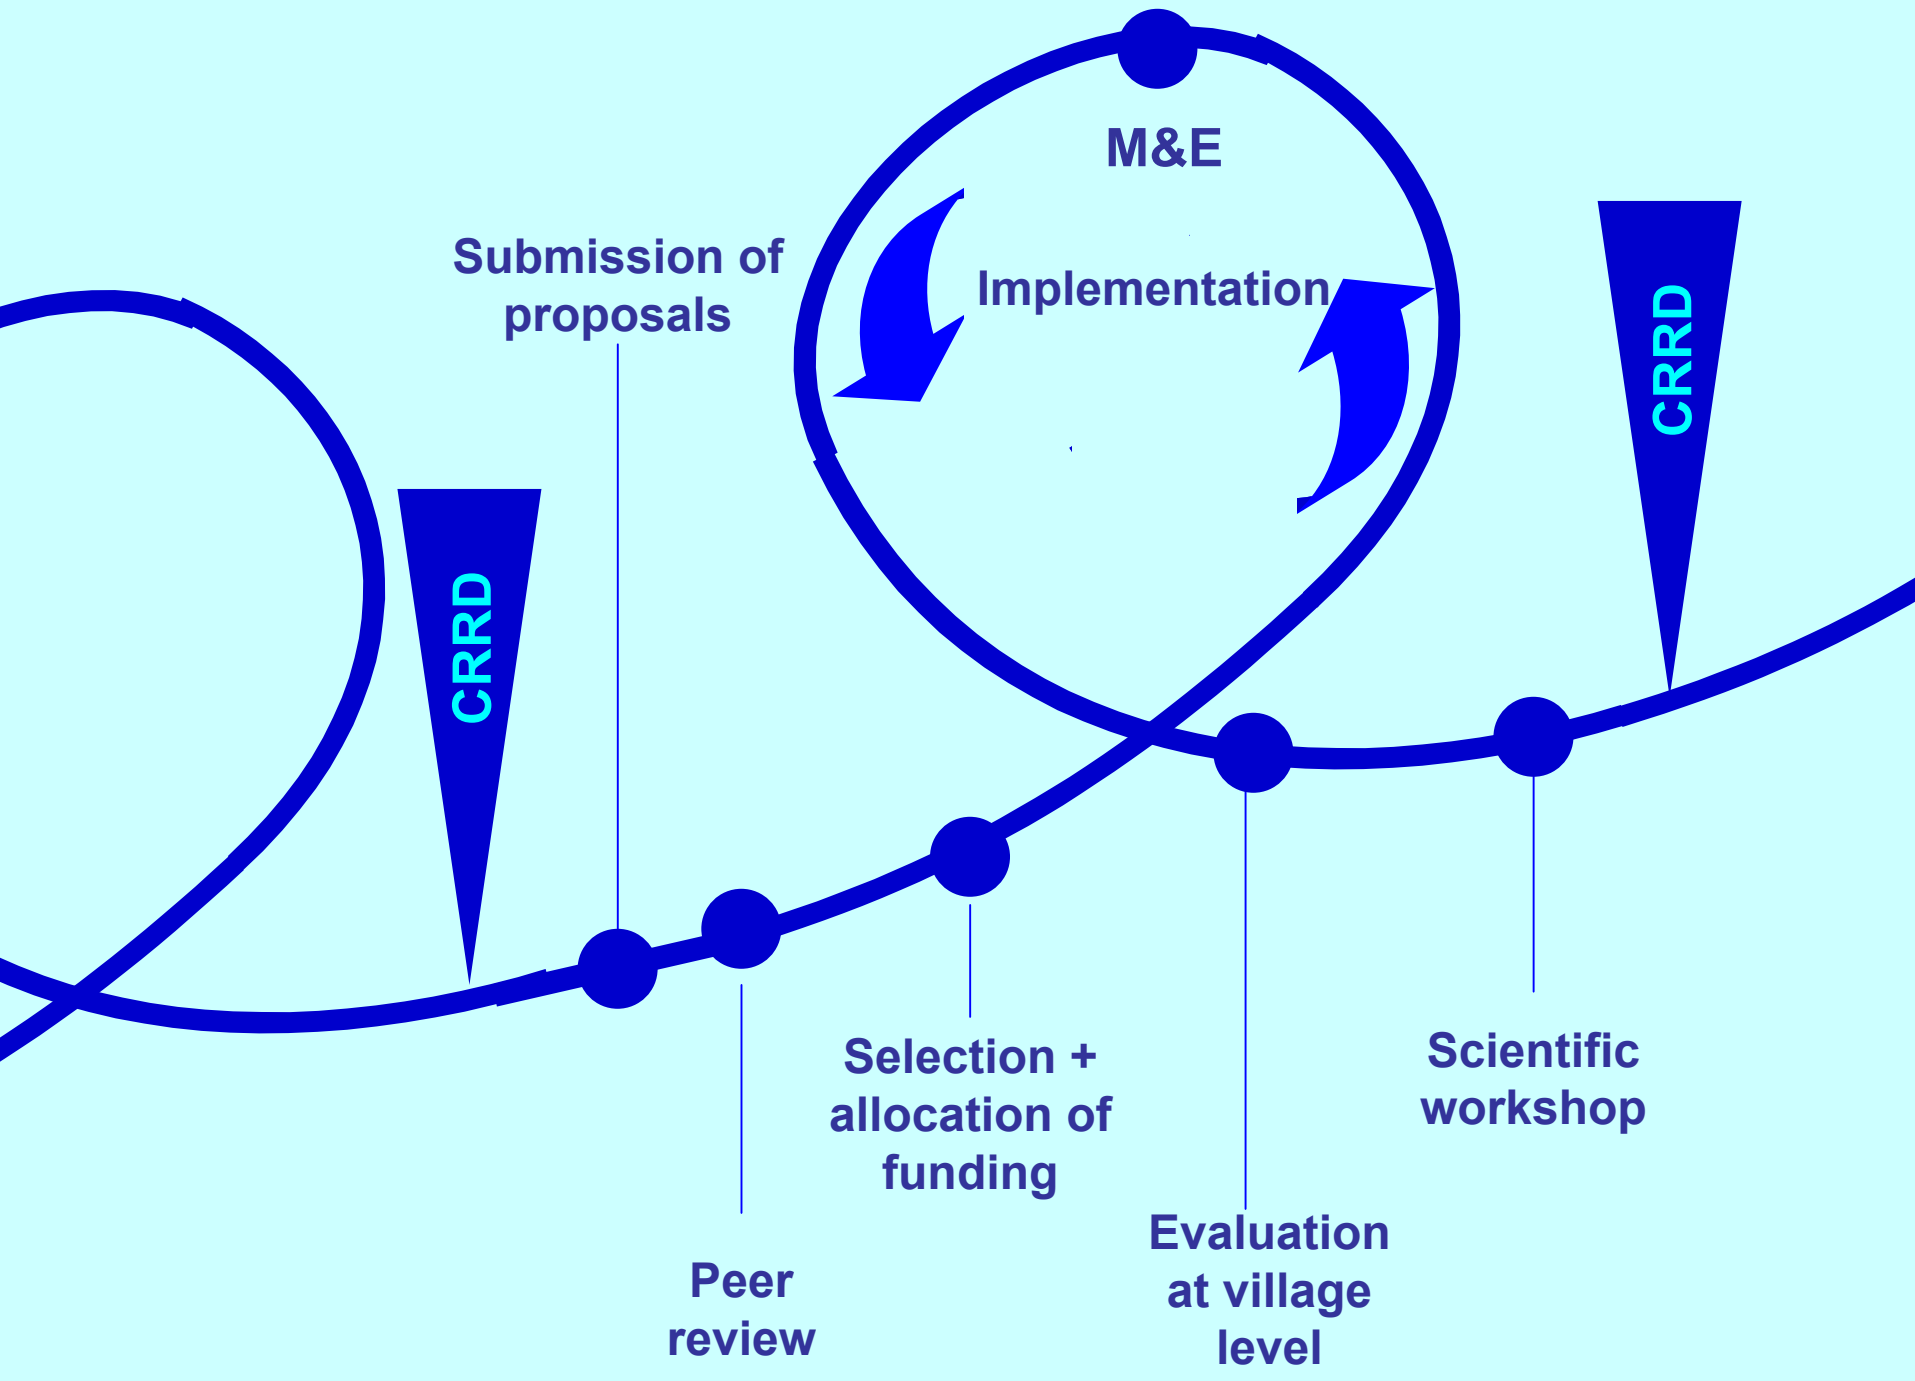 M&E
Submission of
proposals
Implementation
CRRD
CRRD
Selection +
allocation of
funding
Scientific
workshop
Evaluation
at village
level
Peer
review